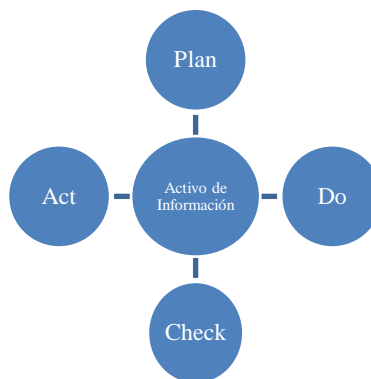 Plan
Act
Activo de
Información
Do
Check